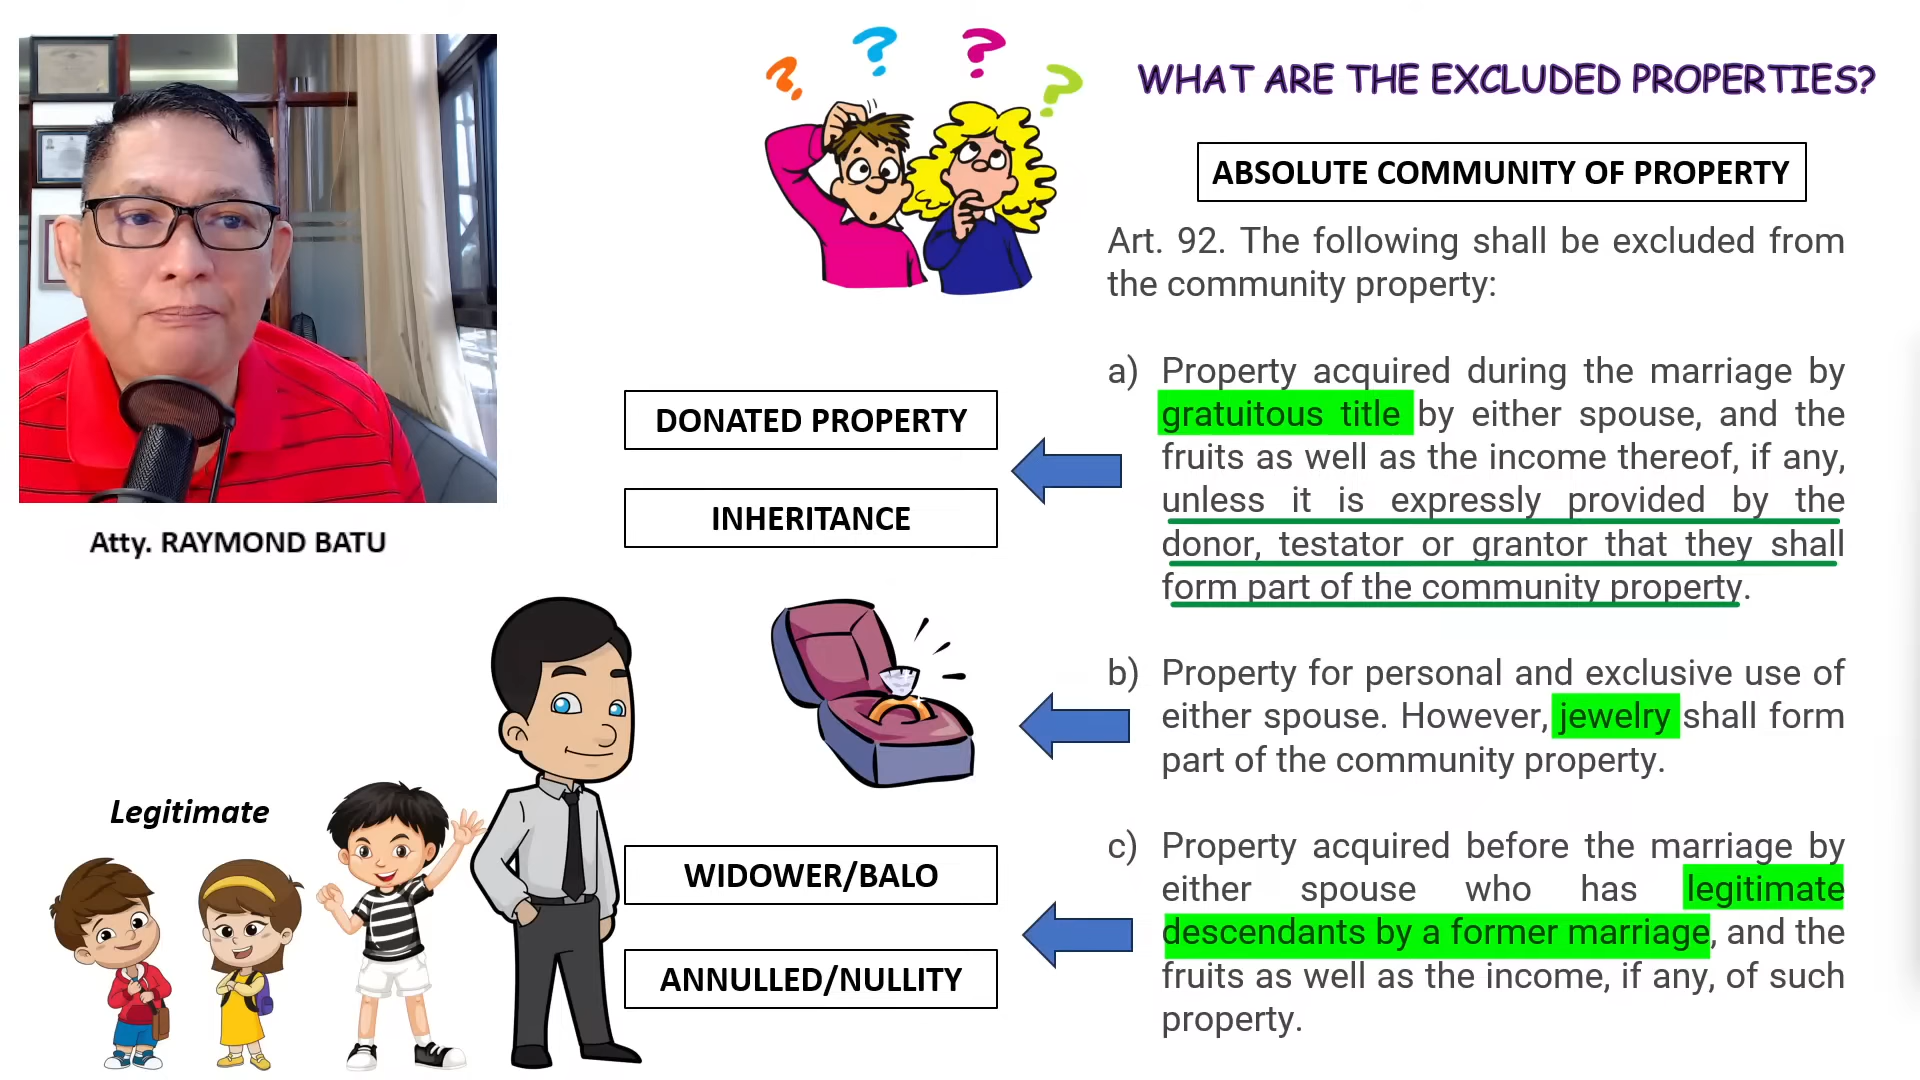 ? ? ? ?
WHAT ARE THE EXCLUDED PROPERTIES?
ABSOLUTE COMMUNITY OF PROPERTY
Art. 92. The following shall be excluded from
the community property:
a) Property acquired during the marriage by
gratuitous title by either spouse, and the
fruits as well as the income thereof, if any,
unless it is expressly provided by the
donor, testator or grantor that they shall
form part of the community property.
DONATED PROPERTY
INHERITANCE
Atty. RAYMOND BATU
b) Property for personal and exclusive use of
either spouse. However, jewelry shall form
part of the community property.
c) Property acquired before the marriage by
either spouse who has legitimate
descendants by a former marriage, and the
fruits as well as the income, if any, of such
property.
Legitimate
WIDOWER/BALO
ANNULLED/NULLITY